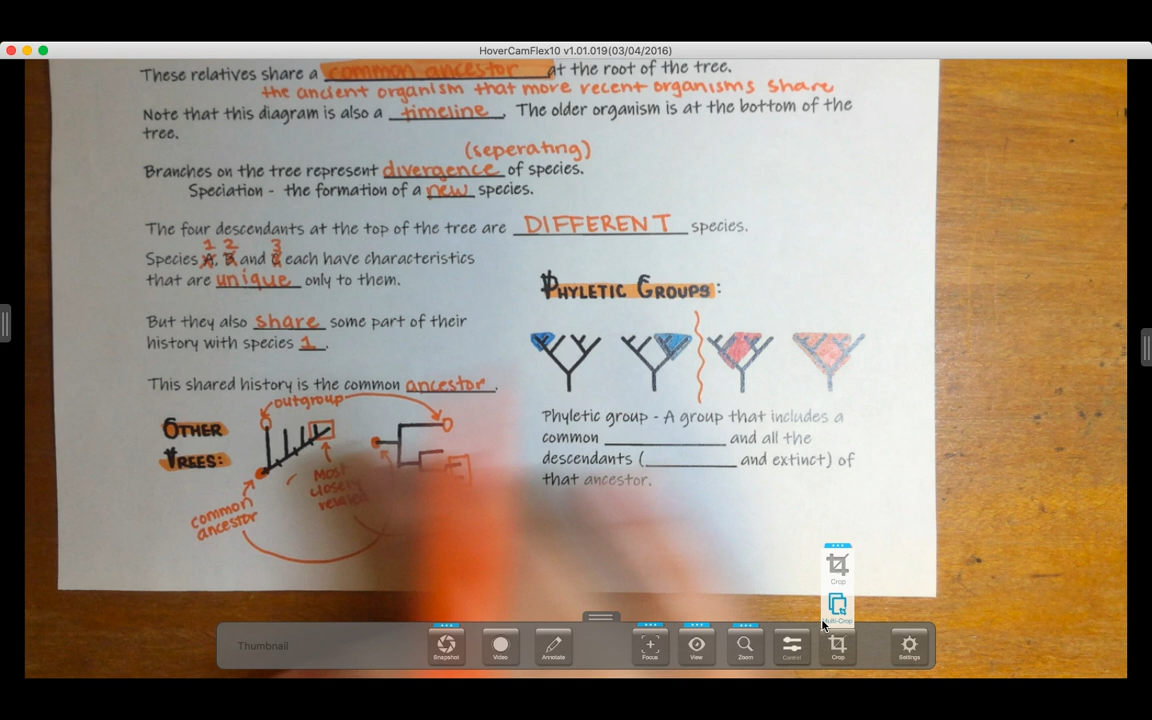 HoverCamFlex10 v1.01.019(03/04/2016)
These relatives share a common ancestor at the root of the tree.
the ancient organism that more recent organisms share
Note that this diagram is also a timeline. The older organism is at the bottom of the
tree.
(seperating)
Branches on the tree represent divergence of species.
Speciation - the formation of a new species.
The four descendants at the top of the tree are DIFFERENT species.
1 2 3
Species A, B and C each have characteristics
that are unique only to them.
But they also share some part of their
history with species 1.
This shared history is the common ancestor.
outgroup
OTHER
TREES:
Most
closely
related
common
ancestor
PHYLETIC GROUPS:
Phyletic group - A group that includes a
common ____________ and all the
descendants (__________ and extinct) of
that ancestor.
Crop
Multi-Crop
Thumbnail
Snapshot
Video
Annotate
Focus
View
Zoom
Control
Crop
Settings